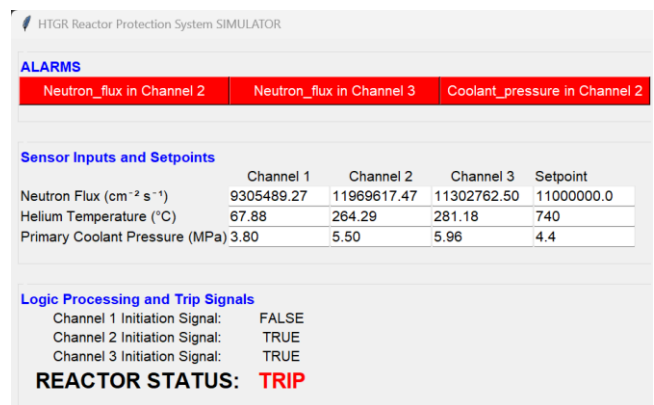 HTGR Reactor Protection System SIMULATOR
ALARMS
Neutron_flux in Channel 2 Neutron_flux in Channel 3 Coolant_pressure in Channel 2
Sensor Inputs and Setpoints
Channel 1 Channel 2 Channel 3 Setpoint
Neutron Flux (cm⁻² s⁻¹) 9305489.27 11969617.47 11302762.50 11000000.0
Helium Temperature (°C) 67.88 264.29 281.18 740
Primary Coolant Pressure (MPa) 3.80 5.50 5.96 4.4
Logic Processing and Trip Signals
Channel 1 Initiation Signal: FALSE
Channel 2 Initiation Signal: TRUE
Channel 3 Initiation Signal: TRUE
REACTOR STATUS: TRIP